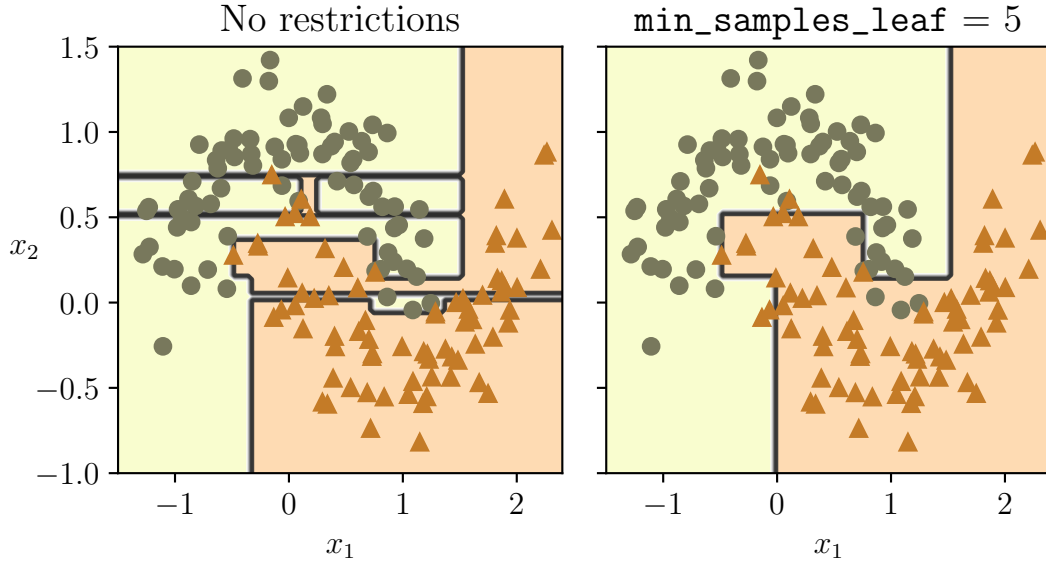 No restrictions
min_samples_leaf = 5
1.5
1.0
0.5
0.0
−0.5
−1.0
x2
−1 0 1 2
−1 0 1 2
x1
x1